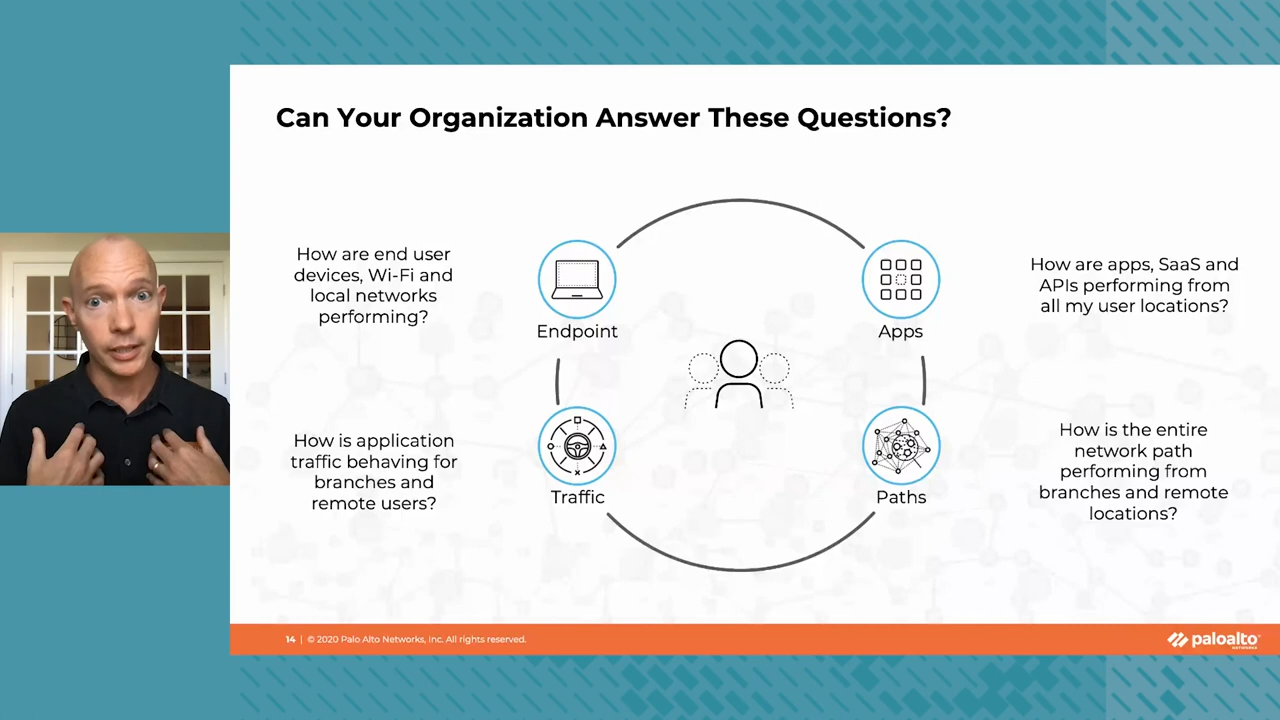 Can Your Organization Answer These Questions?
How are end user
devices, Wi-Fi and
local networks
performing?
Endpoint
Apps
How are apps, SaaS and
APIs performing from
all my user locations?
How is application
traffic behaving for
branches and
remote users?
Traffic
Paths
How is the entire
network path
performing from
branches and remote
locations?
14 | © 2020 Palo Alto Networks, Inc. All rights reserved.
paloalto
NETWORKS